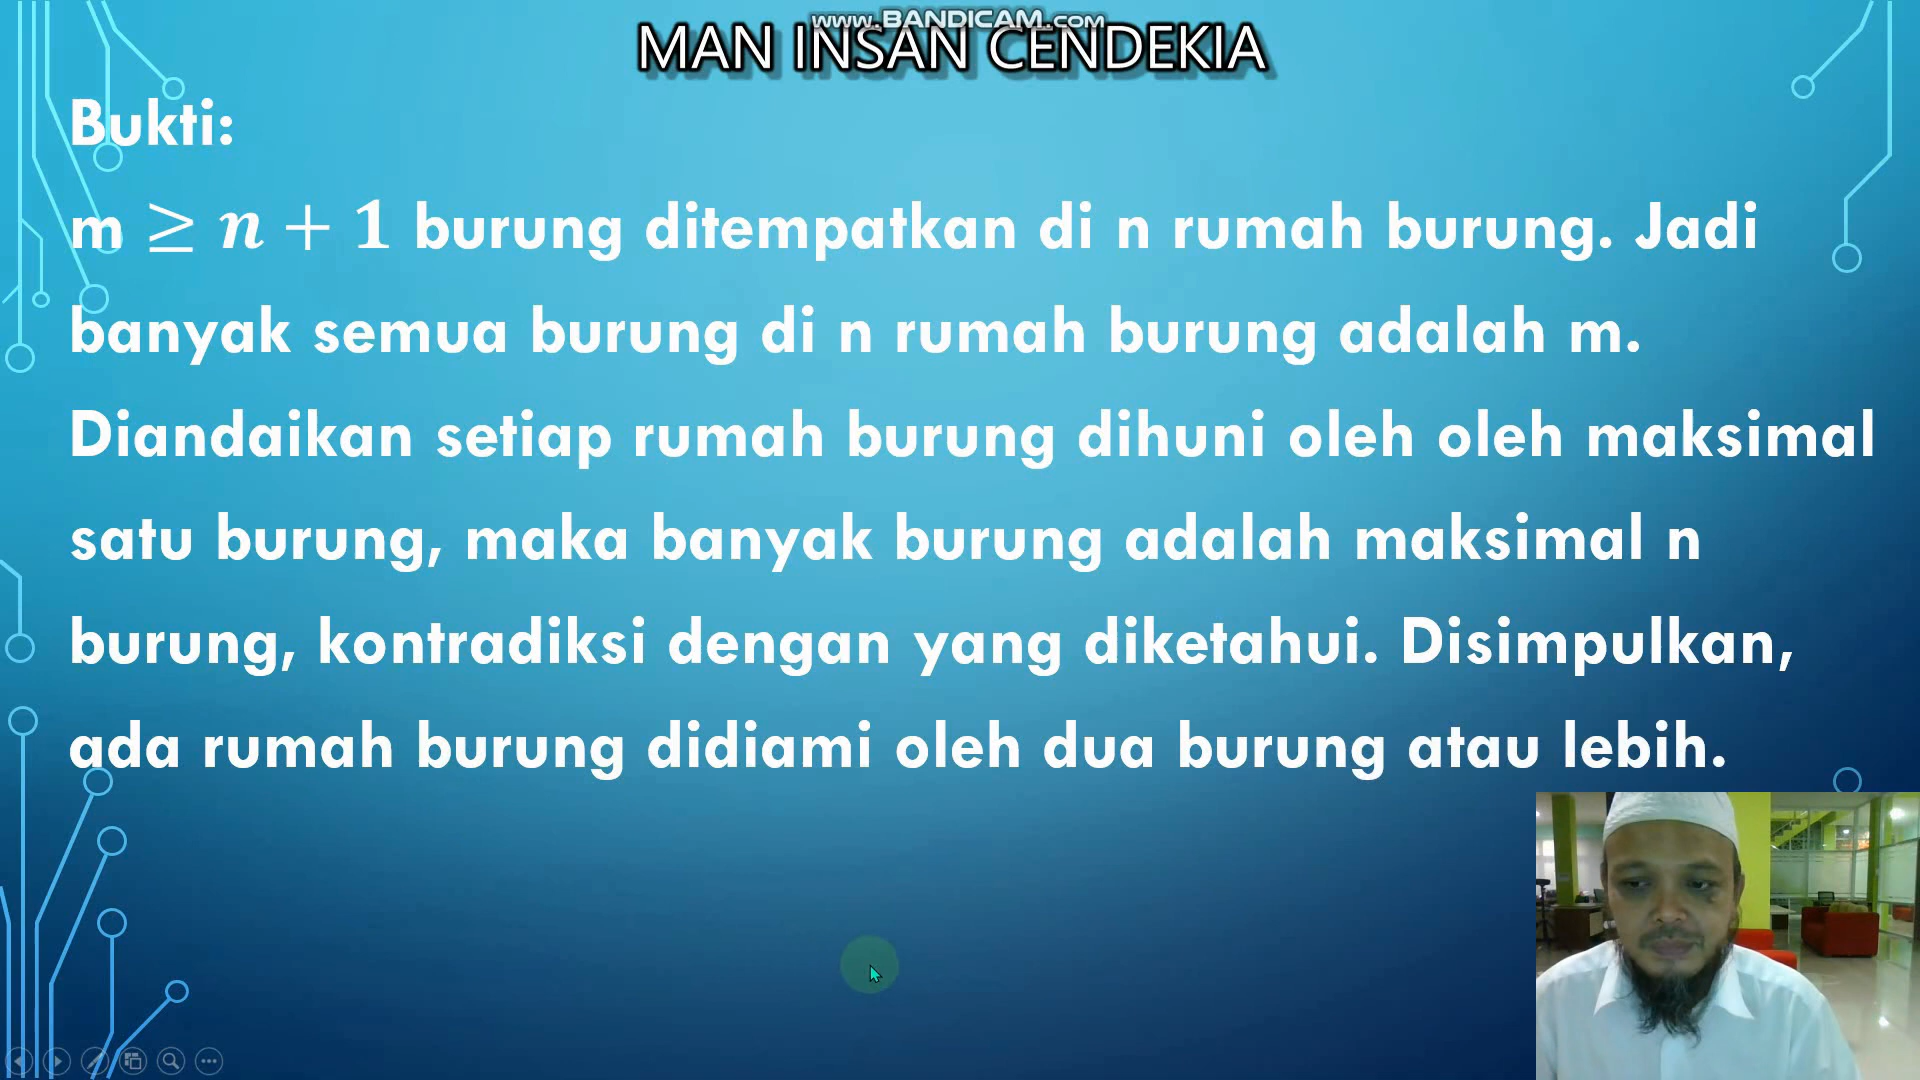 www.BANDICAM.com
MAN INSAN CENDEKIA
Bukti:
m ≥ n + 1 burung ditempatkan di n rumah burung. Jadi
banyak semua burung di n rumah burung adalah m.
Diandaikan setiap rumah burung dihuni oleh oleh maksimal
satu burung, maka banyak burung adalah maksimal n
burung, kontradiksi dengan yang diketahui. Disimpulkan,
ada rumah burung didiami oleh dua burung atau lebih.